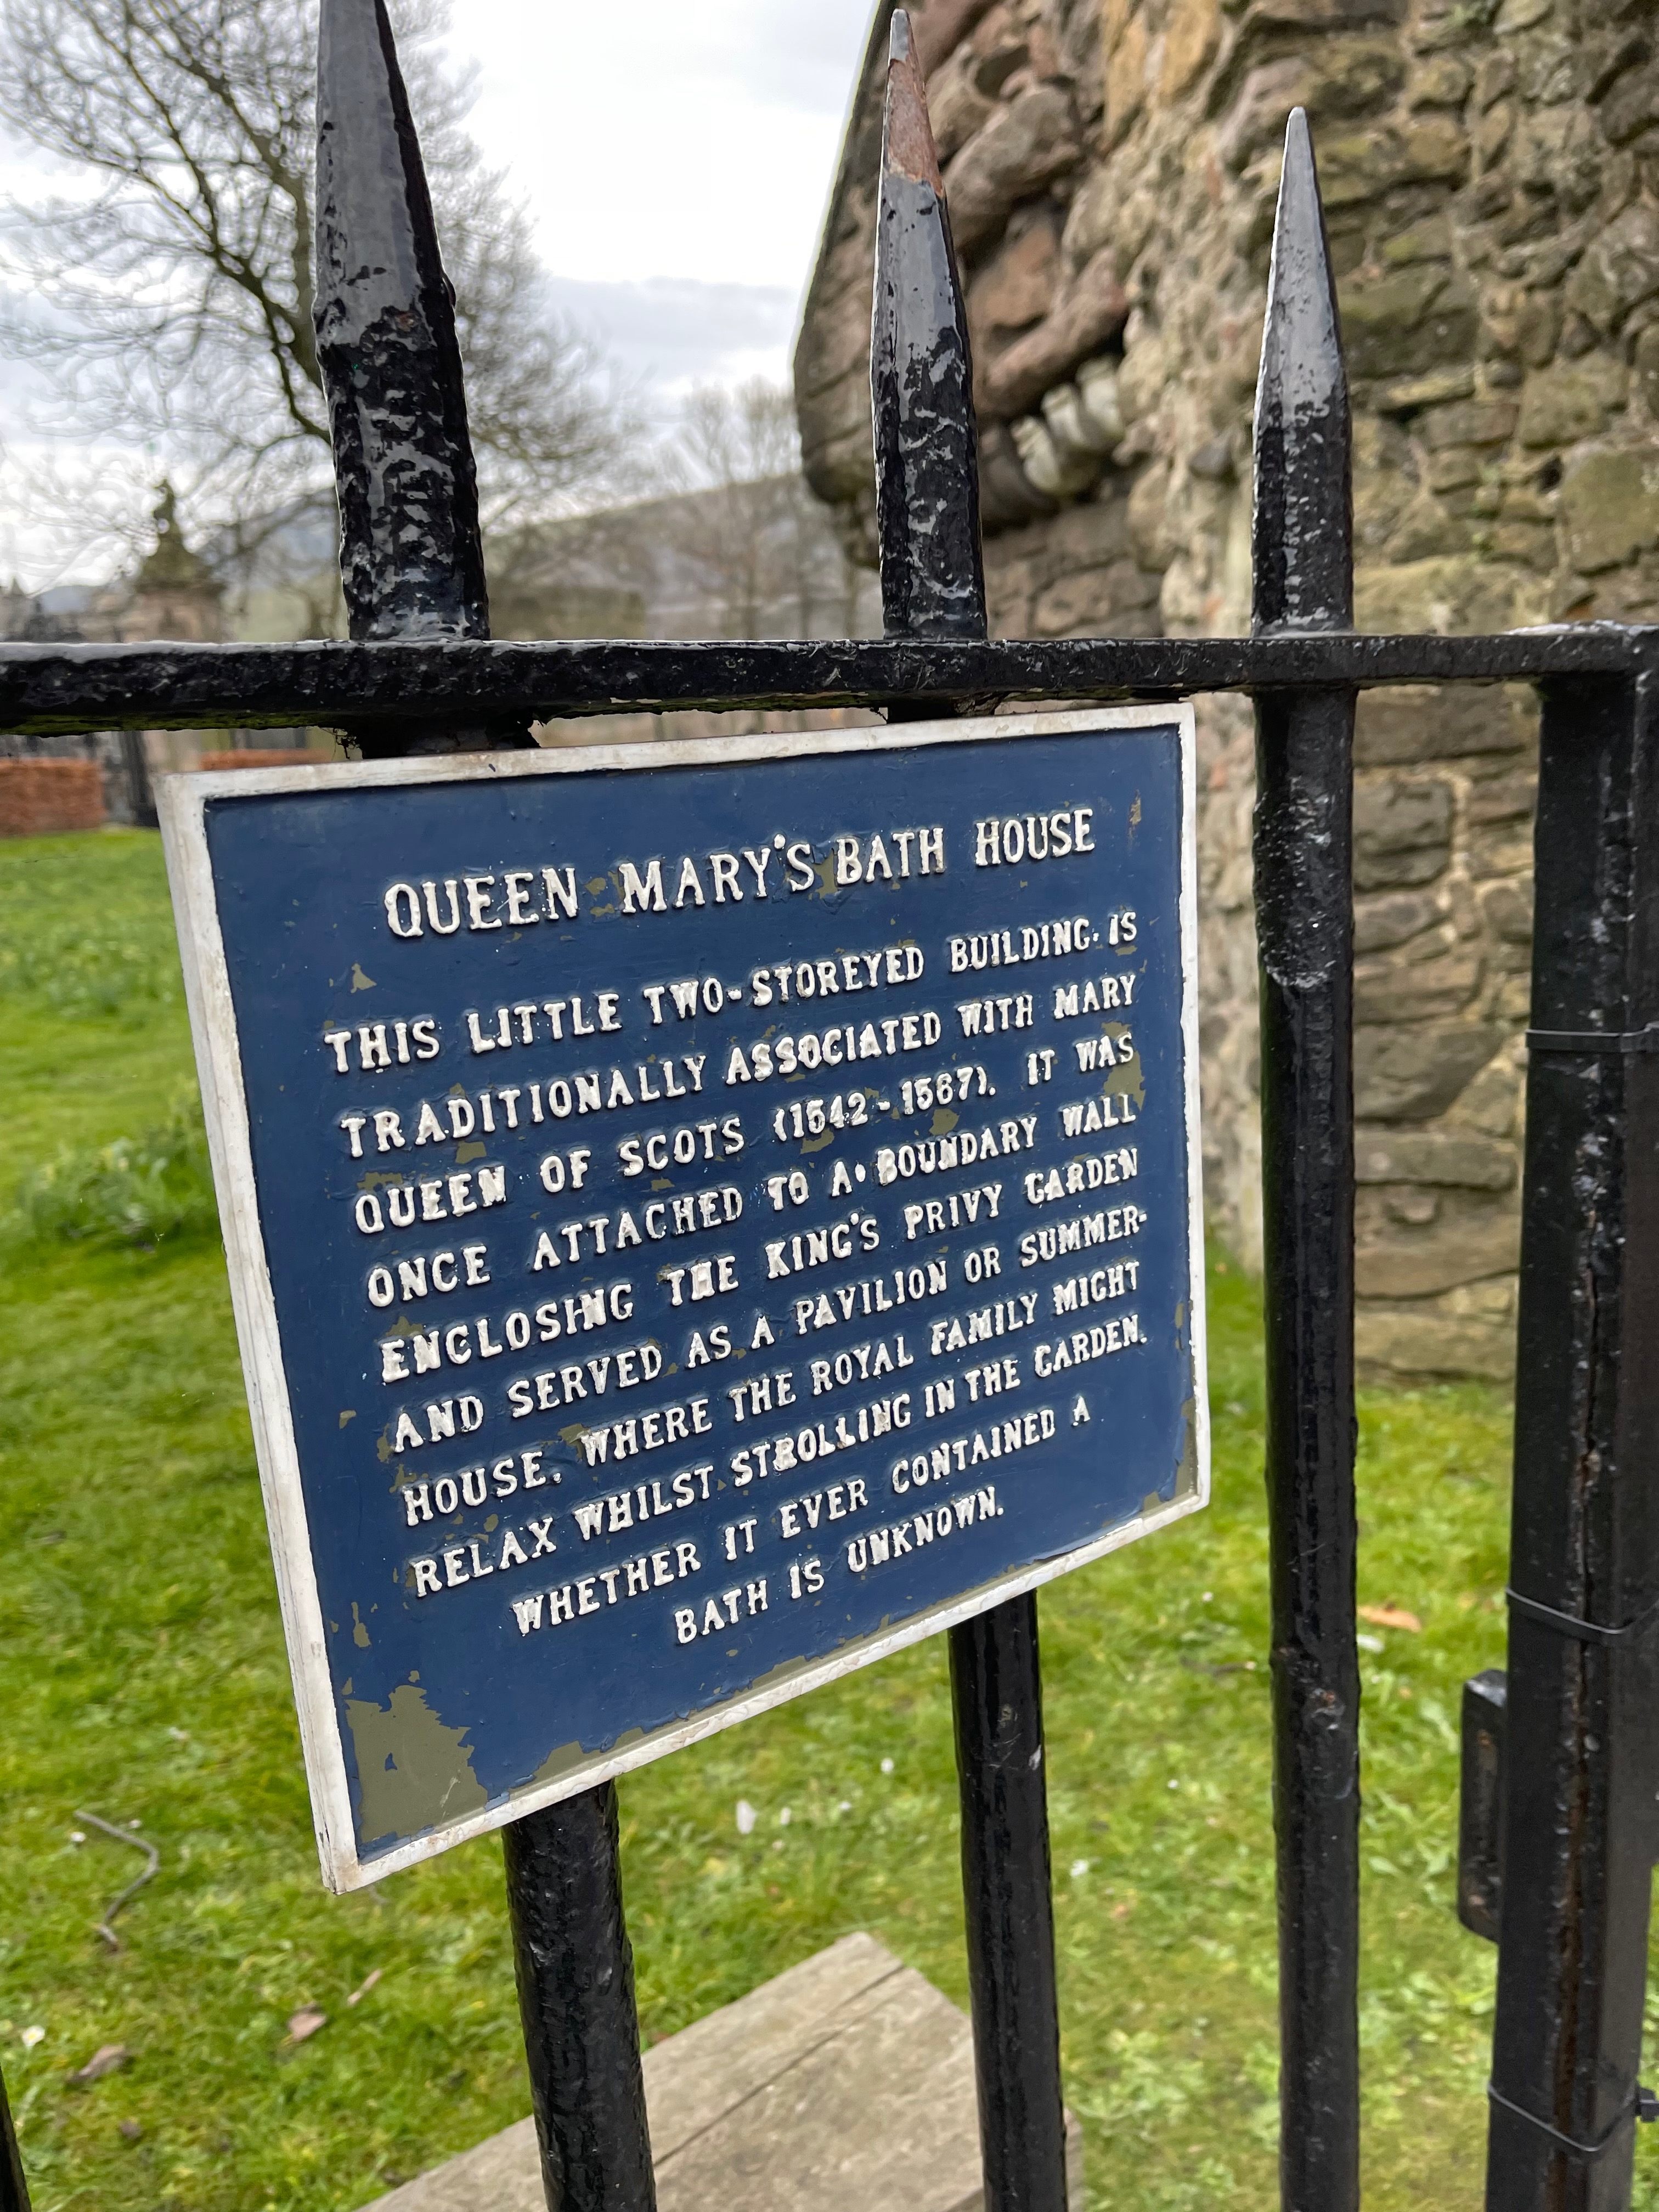 QUEEN MARY'S BATH HOUSE
THIS LITTLE TWO-STOREYED BUILDING. IS
TRADITIONALLY ASSOCIATED WITH MARY
QUEEN OF SCOTS (1542-1567). IT WAS
ONCE ATTACHED TO A BOUNDARY WALL
ENCLOSING THE KING'S PRIVY GARDEN
AND SERVED AS A PAVILION OR SUMMER-
HOUSE, WHERE THE ROYAL FAMILY MIGHT
RELAX WHILST STROLLING IN THE GARDEN.
WHETHER IT EVER CONTAINED A
BATH IS UNKNOWN.